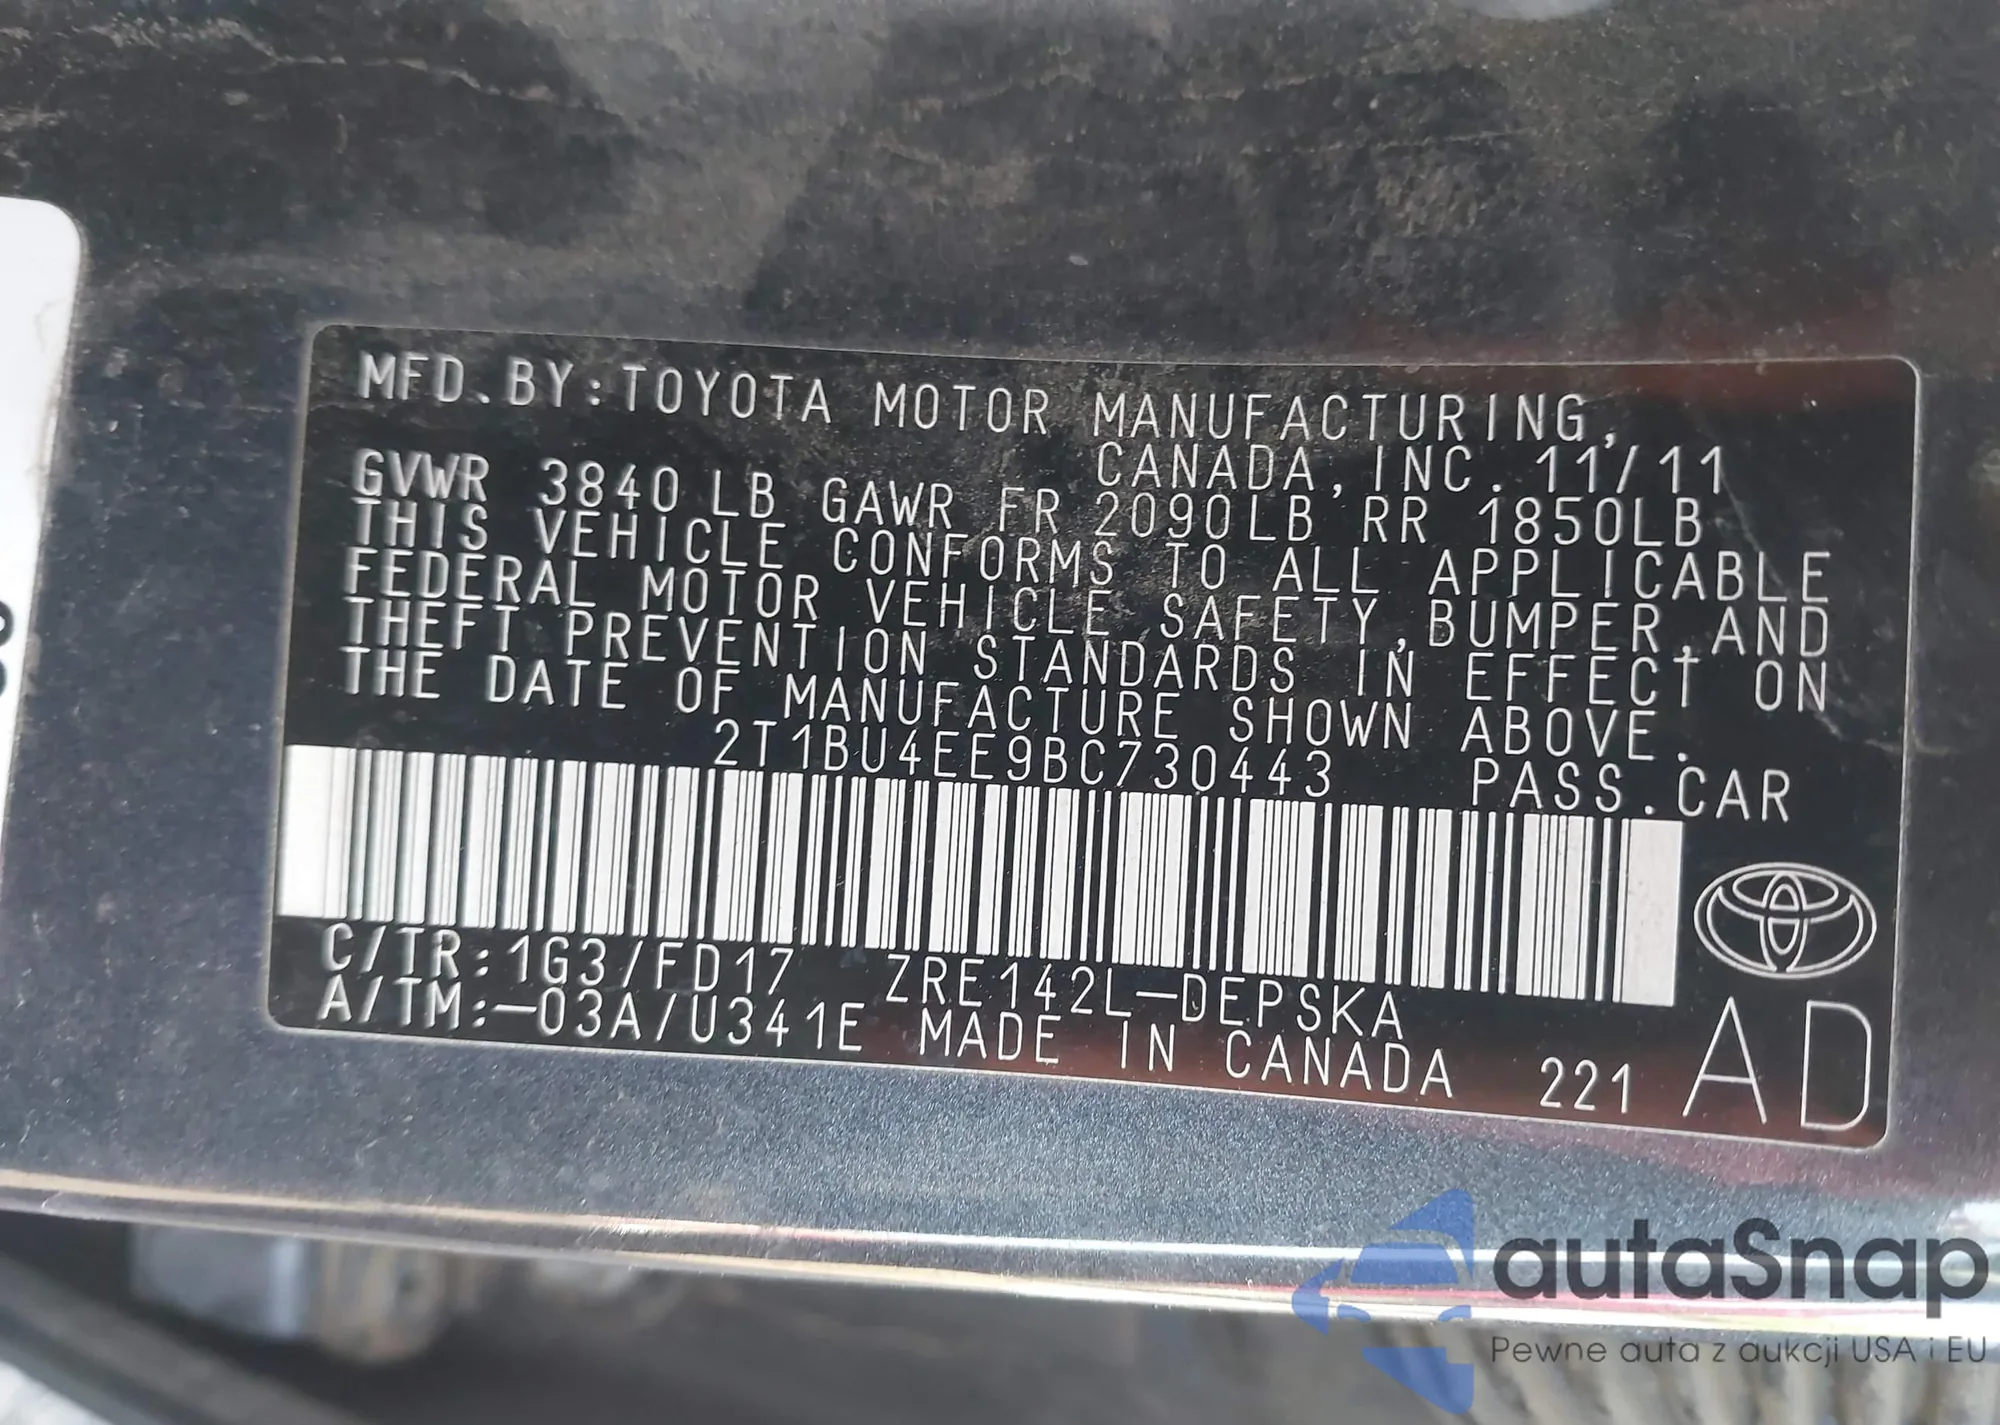 MFD.BY:TOYOTA MOTOR MANUFACTURING,
CANADA,INC. 11/11
GVWR 3840 LB GAWR FR 2090LB RR 1850LB
THIS VEHICLE CONFORMS TO ALL APPLICABLE
FEDERAL MOTOR VEHICLE SAFETY,BUMPER,AND
THEFT PREVENTION STANDARDS IN EFFECT ON
THE DATE OF MANUFACTURE SHOWN ABOVE.
2T1BU4EE9BC730443 PASS.CAR
C/TR:1G3/FD17 ZRE142L-DEPSKA
A/TM:-03A/U341E MADE IN CANADA 221
AD
autaSnap
Pewne auta z aukcji USA i EU